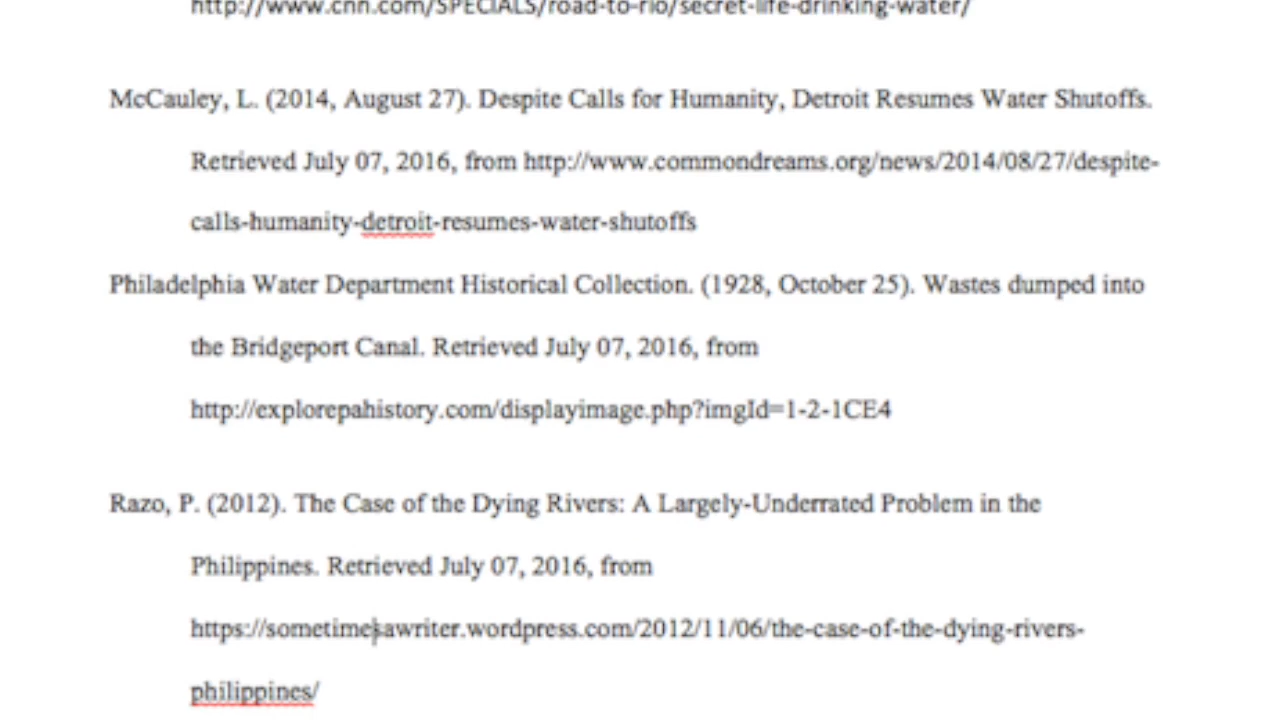 http://www.cnn.com/SPECIALS/road-to-rio/secret-life-drinking-water/
McCauley, L. (2014, August 27). Despite Calls for Humanity, Detroit Resumes Water Shutoffs.
Retrieved July 07, 2016, from http://www.commondreams.org/news/2014/08/27/despite-
calls-humanity-detroit-resumes-water-shutoffs
Philadelphia Water Department Historical Collection. (1928, October 25). Wastes dumped into
the Bridgeport Canal. Retrieved July 07, 2016, from
http://explorepahistory.com/displayimage.php?imgId=1-2-1CE4
Razo, P. (2012). The Case of the Dying Rivers: A Largely-Underrated Problem in the
Philippines. Retrieved July 07, 2016, from
https://sometimesawriter.wordpress.com/2012/11/06/the-case-of-the-dying-rivers-
philippines/